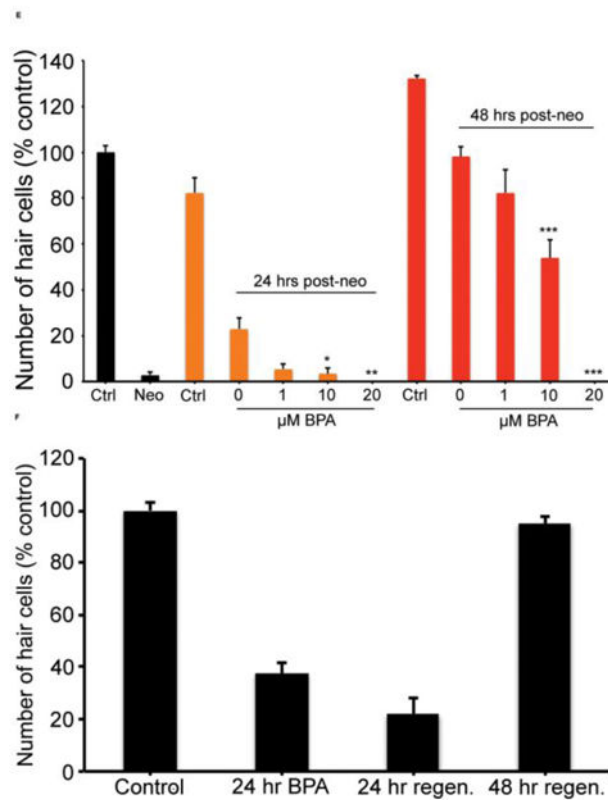 E
Number of hair cells (% control)
140
120
100
80
60
40
20
0
24 hrs post-neo
48 hrs post-neo
*
**
***
***
Ctrl Neo Ctrl 0 1 10 20 Ctrl 0 1 10 20
µM BPA µM BPA
F
Number of hair cells (% control)
120
100
80
60
40
20
0
Control 24 hr BPA 24 hr regen. 48 hr regen.